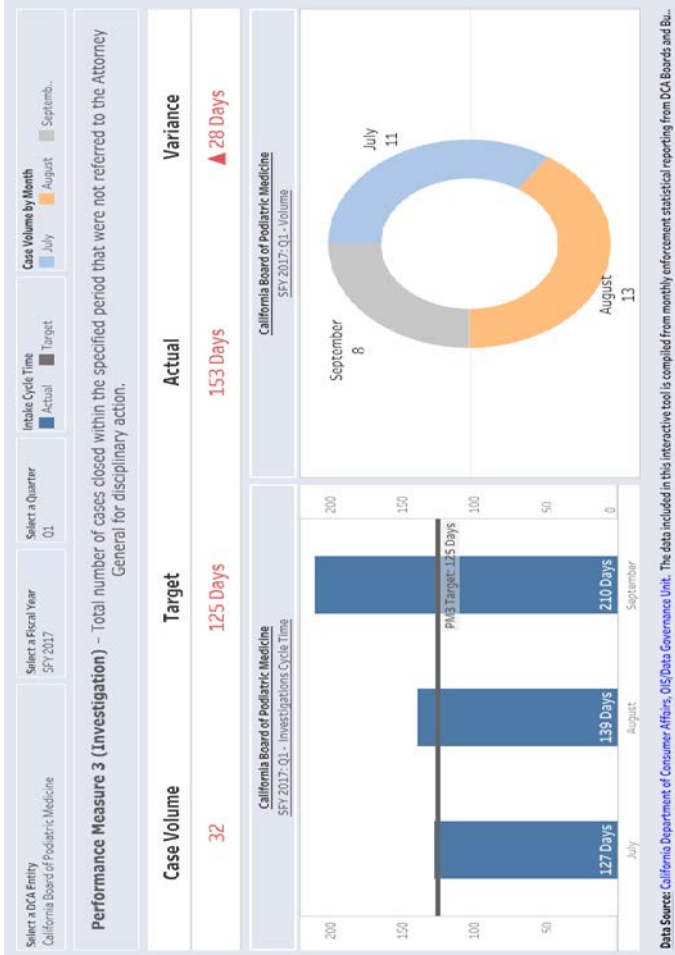 Select a DCA Entity
California Board of Podiatric Medicine
Select a Fiscal Year
SFY 2017
Select a Quarter
Q1
Intake Cycle Time
Actual Target
Case Volume by Month
July August Septemb..
Performance Measure 3 (Investigation) – Total number of cases closed within the specified period that were not referred to the Attorney
General for disciplinary action.
Case Volume Target Actual Variance
32 125 Days 153 Days ▲ 28 Days
California Board of Podiatric Medicine
SFY 2017: Q1 - Investigations Cycle Time
200 200
150 150
PM3 Target: 125 Days
100 100
50 50
127 Days 139 Days 210 Days
0
July August September
California Board of Podiatric Medicine
SFY 2017: Q1 - Volume
September
8
July
11
August
13
Data Source: California Department of Consumer Affairs, OIS/Data Governance Unit. The data included in this interactive tool is compiled from monthly enforcement statistical reporting from DCA Boards and Bu..